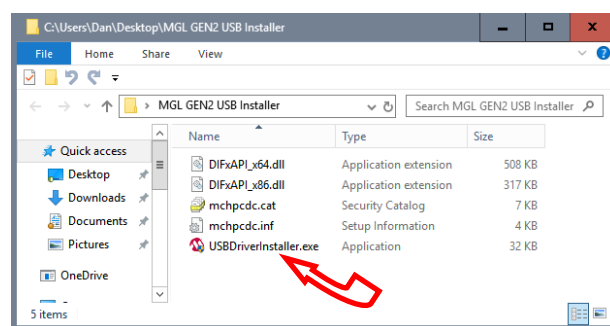 C:\Users\Dan\Desktop\MGL GEN2 USB Installer
File Home Share View
MGL GEN2 USB Installer Search MGL GEN2 USB Installer
Name Type Size
Quick access
Desktop
Downloads
Documents
Pictures
OneDrive
DIFxAPI_x64.dll Application extension 508 KB
DIFxAPI_x86.dll Application extension 317 KB
mchpcdc.cat Security Catalog 7 KB
mchpcdc.inf Setup Information 4 KB
USBDriverInstaller.exe Application 32 KB
5 items